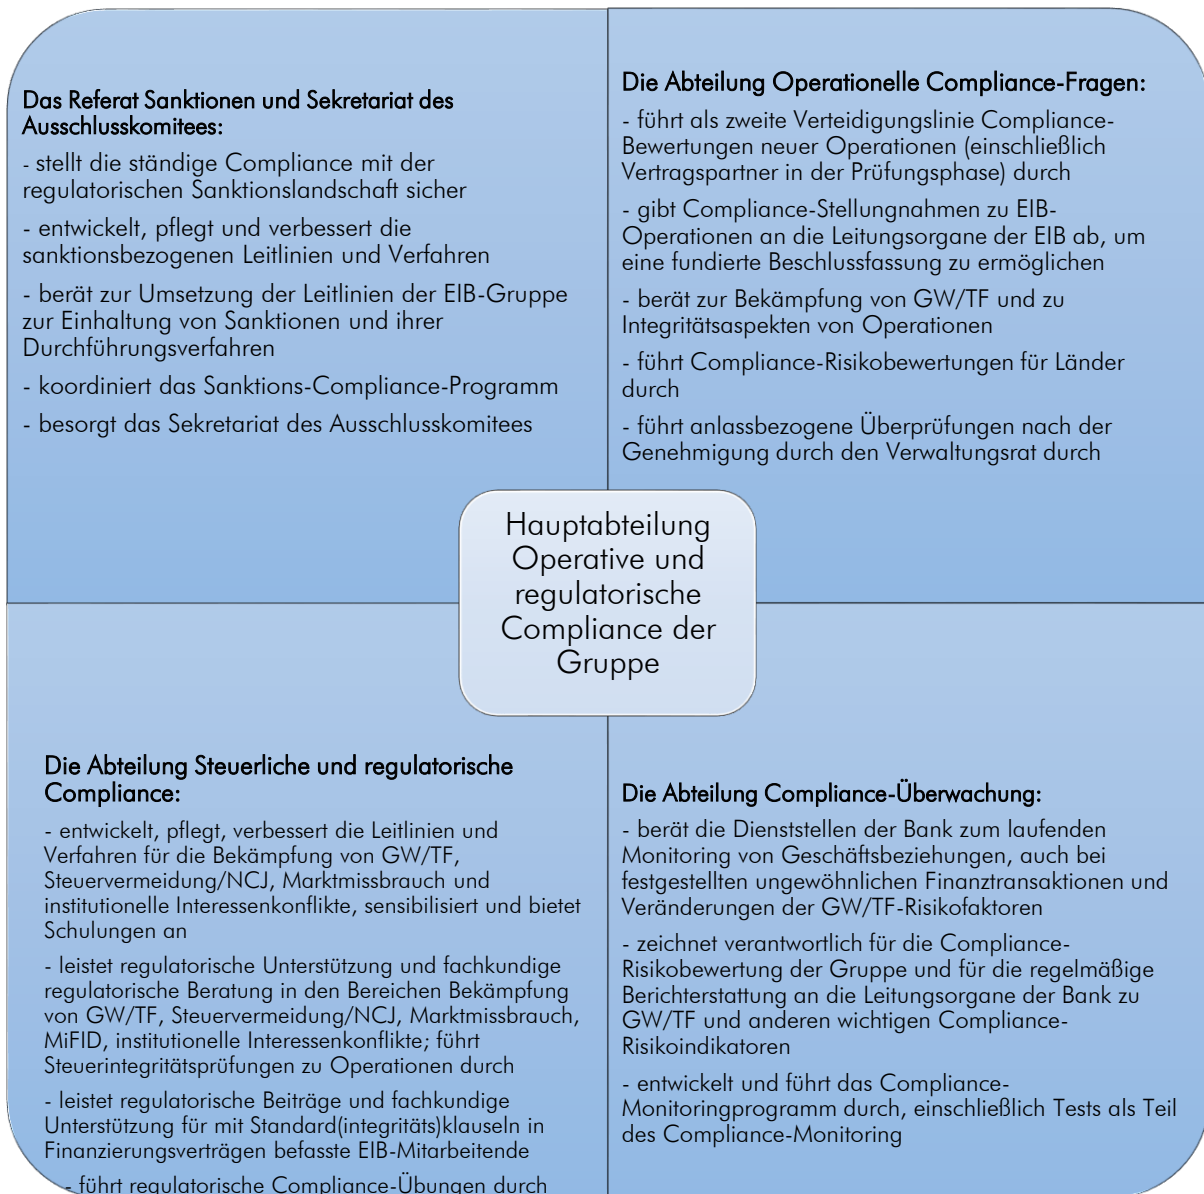 Das Referat Sanktionen und Sekretariat des
Ausschlusskomitees:
- stellt die ständige Compliance mit der
regulatorischen Sanktionslandschaft sicher
- entwickelt, pflegt und verbessert die
sanktionsbezogenen Leitlinien und Verfahren
- berät zur Umsetzung der Leitlinien der EIB-Gruppe
zur Einhaltung von Sanktionen und ihrer
Durchführungsverfahren
- koordiniert das Sanktions-Compliance-Programm
- besorgt das Sekretariat des Ausschlusskomitees
Die Abteilung Operationelle Compliance-Fragen:
- führt als zweite Verteidigungslinie Compliance-
Bewertungen neuer Operationen (einschließlich
Vertragspartner in der Prüfungsphase) durch
- gibt Compliance-Stellungnahmen zu EIB-
Operationen an die Leitungsorgane der EIB ab, um
eine fundierte Beschlussfassung zu ermöglichen
- berät zur Bekämpfung von GW/TF und zu
Integritätsaspekten von Operationen
- führt Compliance-Risikobewertungen für Länder
durch
- führt anlassbezogene Überprüfungen nach der
Genehmigung durch den Verwaltungsrat durch
Hauptabteilung
Operative und
regulatorische
Compliance der
Gruppe
Die Abteilung Steuerliche und regulatorische
Compliance:
- entwickelt, pflegt, verbessert die Leitlinien und
Verfahren für die Bekämpfung von GW/TF,
Steuervermeidung/NCJ, Marktmissbrauch und
institutionelle Interessenkonflikte, sensibilisiert und bietet
Schulungen an
- leistet regulatorische Unterstützung und fachkundige
regulatorische Beratung in den Bereichen Bekämpfung
von GW/TF, Steuervermeidung/NCJ, Marktmissbrauch,
MiFID, institutionelle Interessenkonflikte; führt
Steuerintegritätsprüfungen zu Operationen durch
- leistet regulatorische Beiträge und fachkundige
Unterstützung für mit Standard(integritäts)klauseln in
Finanzierungsverträgen befasste EIB-Mitarbeitende
- führt regulatorische Compliance-Übungen durch
Die Abteilung Compliance-Überwachung:
- berät die Dienststellen der Bank zum laufenden
Monitoring von Geschäftsbeziehungen, auch bei
festgestellten ungewöhnlichen Finanztransaktionen und
Veränderungen der GW/TF-Risikofaktoren
- zeichnet verantwortlich für die Compliance-
Risikobewertung der Gruppe und für die regelmäßige
Berichterstattung an die Leitungsorgane der Bank zu
GW/TF und anderen wichtigen Compliance-
Risikoindikatoren
- entwickelt und führt das Compliance-
Monitoringprogramm durch, einschließlich Tests als Teil
des Compliance-Monitoring